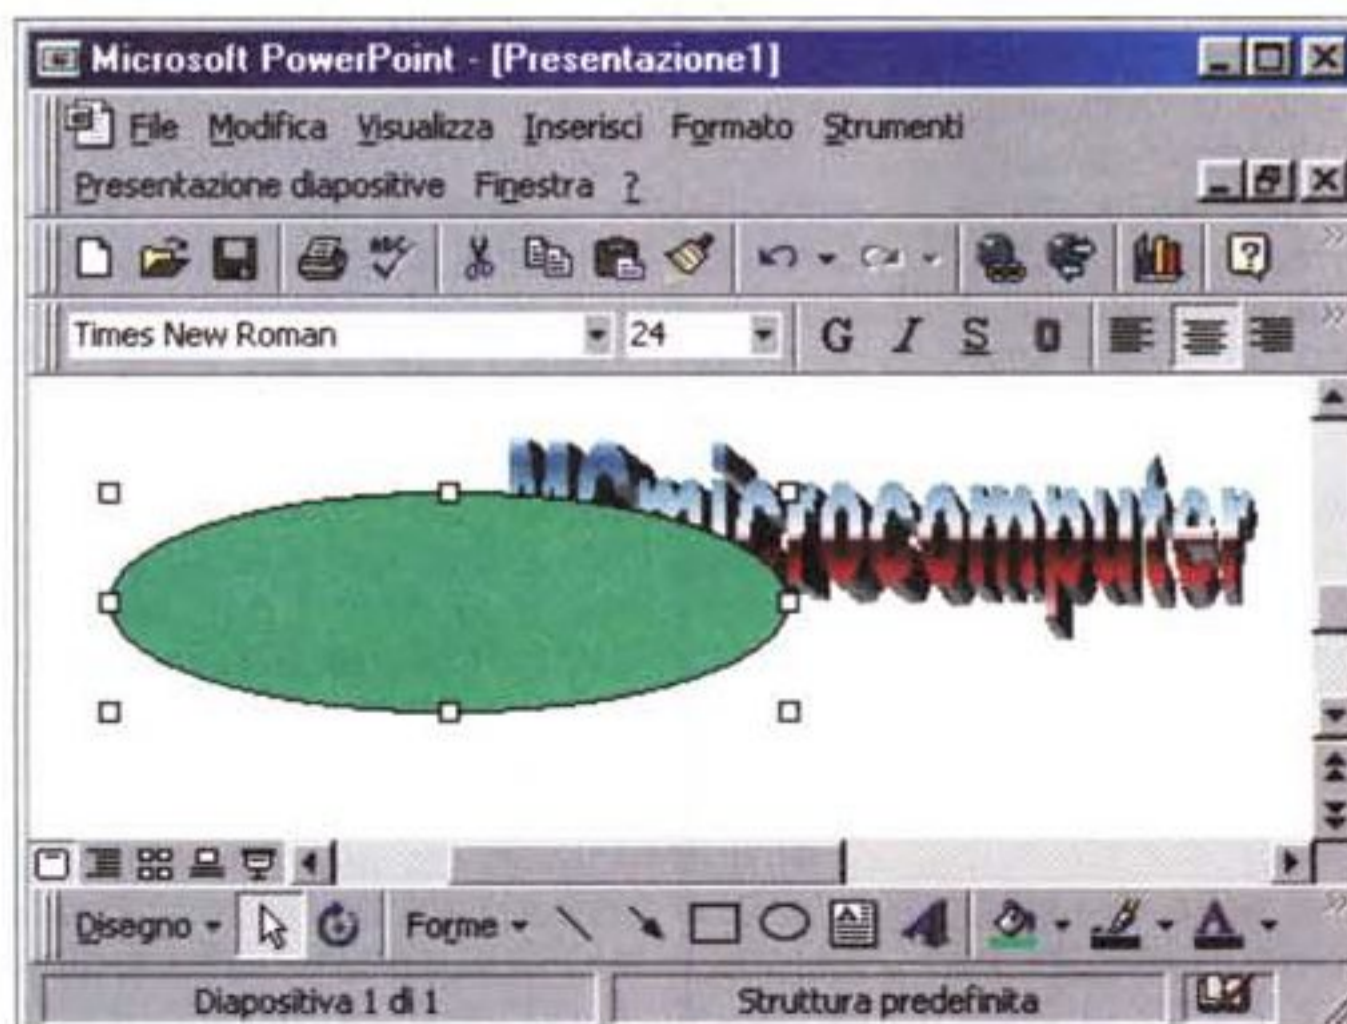 Microsoft PowerPoint - [Presentazione1]
File Modifica Visualizza Inserisci Formato Strumenti
Presentazione diapositive Finestra ?
ABC
Times New Roman 24 G I S
MCmicrocomputer
Disegno Forme A A
Diapositiva 1 di 1 Struttura predefinita